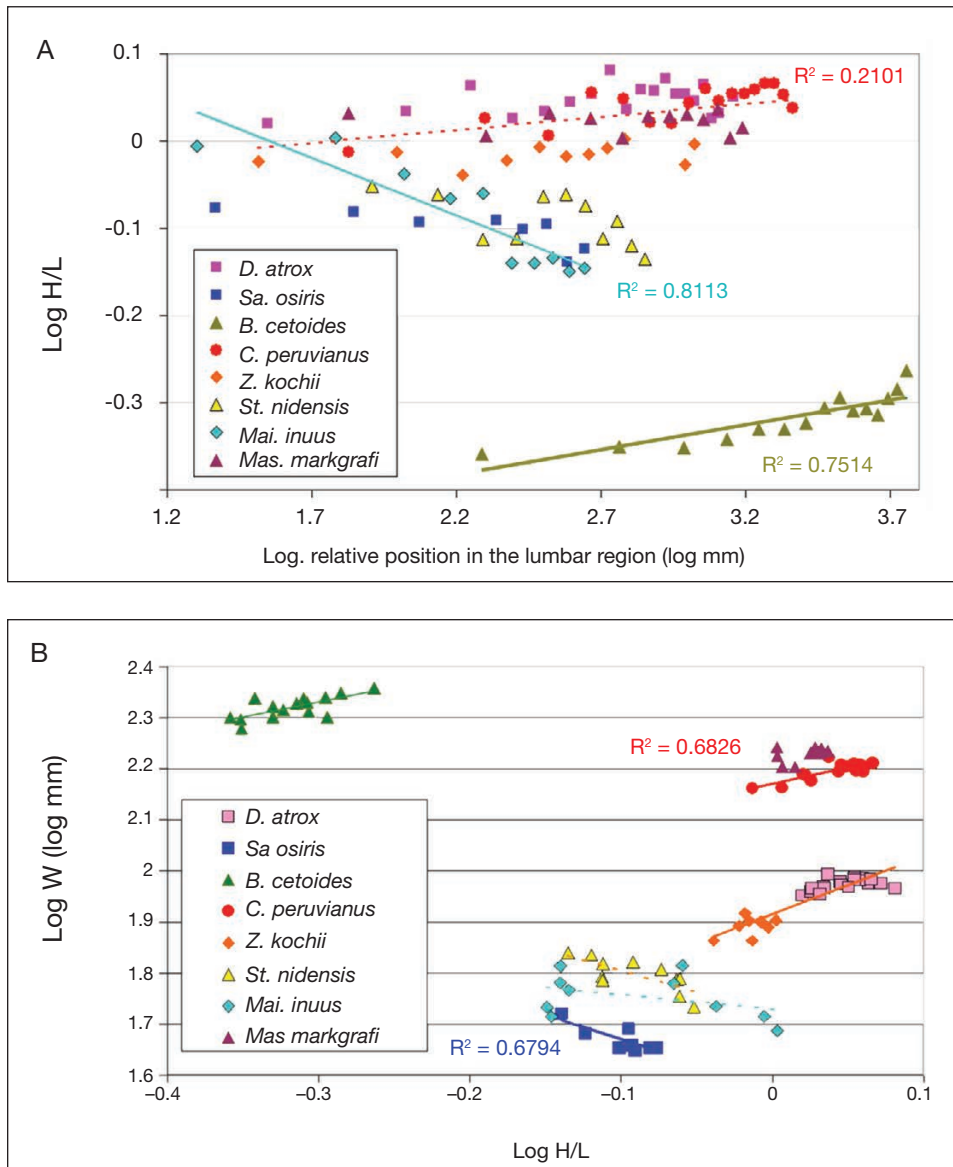 A
0.1
0
-0.1
-0.2
-0.3
Log H/L
R² = 0.2101
R² = 0.8113
R² = 0.7514
D. atrox
Sa. osiris
B. cetoides
C. peruvianus
Z. kochii
St. nidensis
Mai. inuus
Mas. markgrafi
1.2 1.7 2.2 2.7 3.2 3.7
Log. relative position in the lumbar region (log mm)
B
2.4
2.3
2.2
2.1
2
1.9
1.8
1.7
1.6
Log W (log mm)
R² = 0.6826
R² = 0.6794
D. atrox
Sa osiris
B. cetoides
C. peruvianus
Z. kochii
St. nidensis
Mai. inuus
Mas markgrafi
–0.4 –0.3 –0.2 –0.1 0 0.1
Log H/L